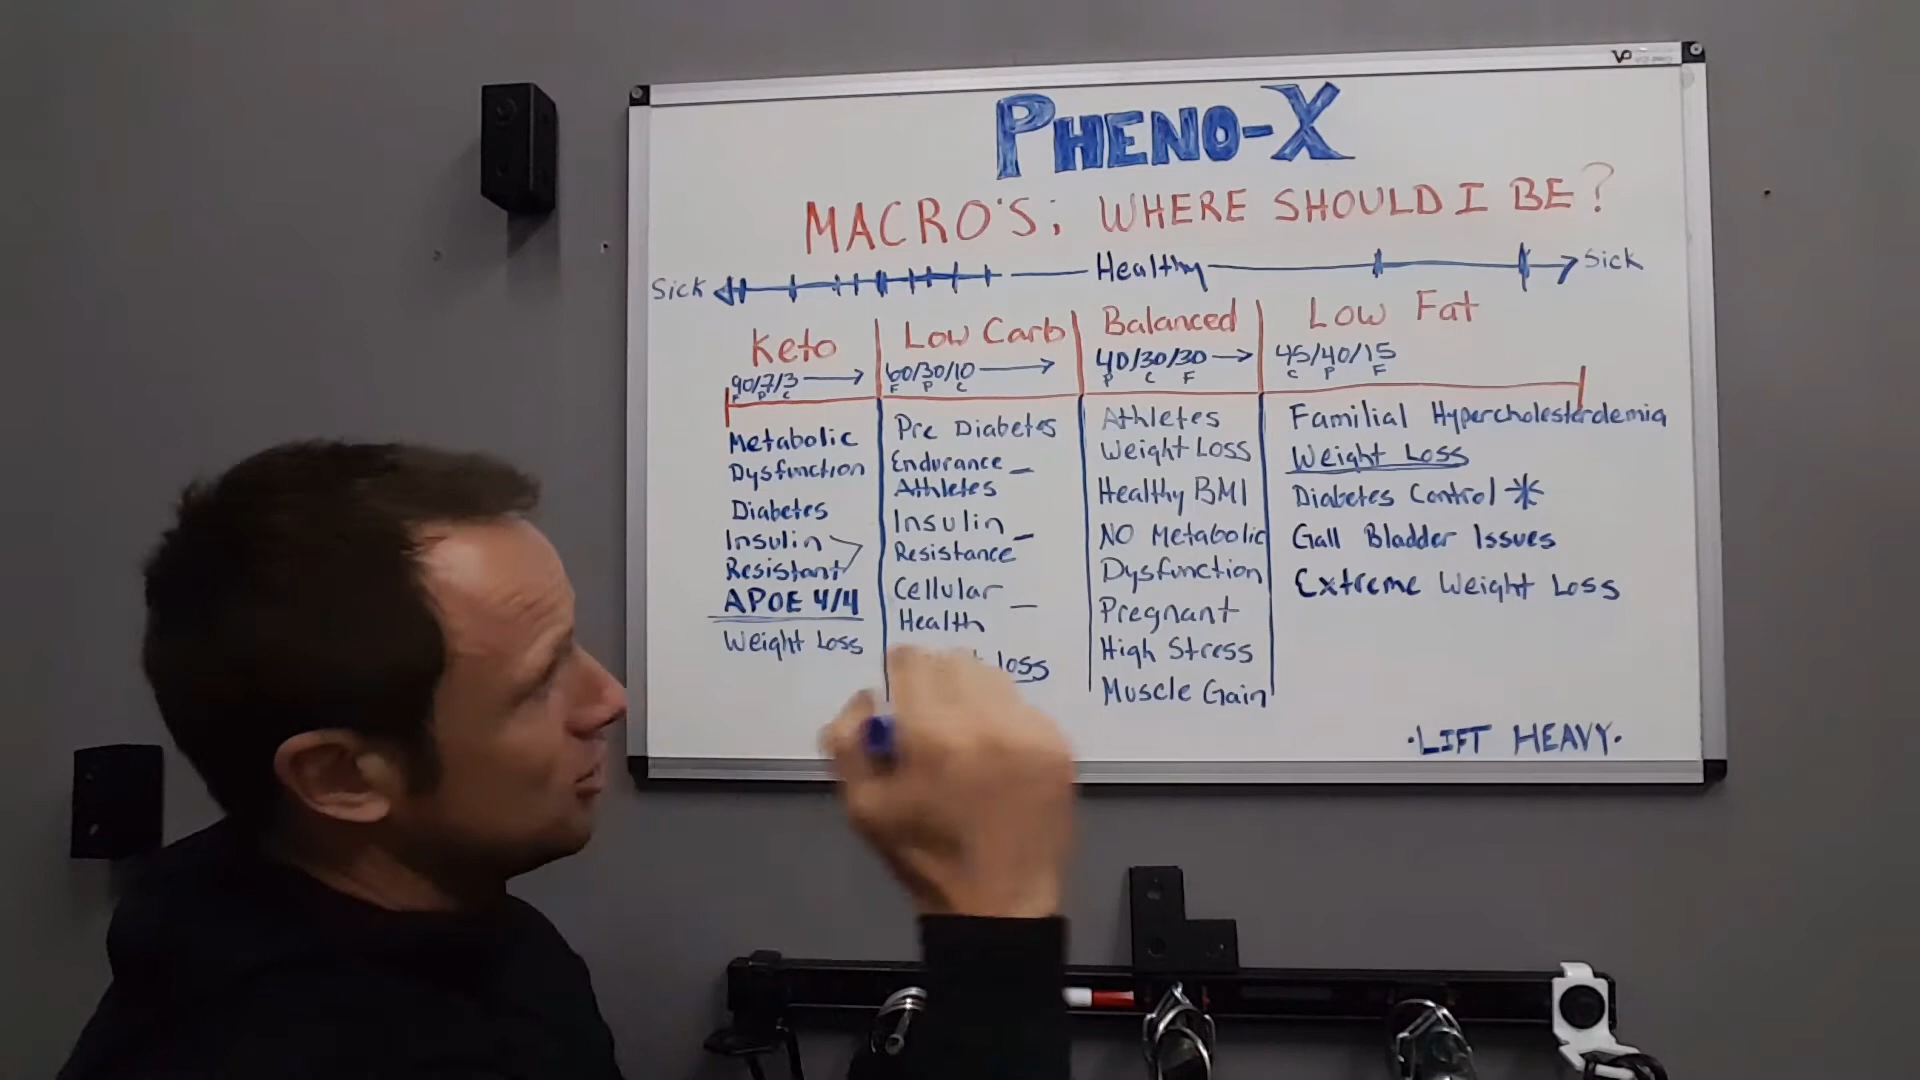 VP
PHENO-X
MACRO'S: WHERE SHOULD I BE?
Sick Healthy Sick
Keto
90/7/3
F P C
Metabolic
Dysfunction
Diabetes
Insulin
Resistant
APOE 4/4
Weight Loss
Low Carb
60/30/10
F P C
Pre Diabetes
Endurance
Athletes
Insulin
Resistance
Cellular
Health
Loss
Balanced
40/30/30
P C F
Athletes
Weight Loss
Healthy BMI
NO Metabolic
Dysfunction
Pregnant
High Stress
Muscle Gain
Low Fat
45/40/15
C P F
Familial Hypercholesterolemia
Weight Loss
Diabetes Control *
Gall Bladder Issues
Extreme Weight Loss
·LIFT HEAVY·